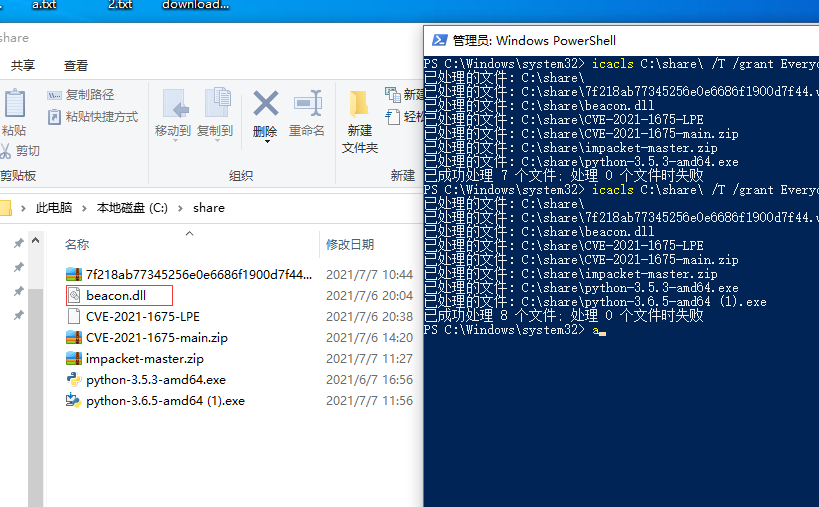 a.txt
2.txt
download...
share
共享
查看
粘贴
剪切
复制路径
粘贴快捷方式
剪贴板
移动到
复制到
删除
重命名
组织
新建
文件夹
新建
此电脑
本地磁盘 (C:)
share
名称
修改日期
7f218ab77345256e0e6686f1900d7f44... 2021/7/7 10:44
beacon.dll 2021/7/6 20:04
CVE-2021-1675-LPE 2021/7/6 20:38
CVE-2021-1675-main.zip 2021/7/6 14:20
impacket-master.zip 2021/7/7 11:27
python-3.5.3-amd64.exe 2021/6/7 16:56
python-3.6.5-amd64 (1).exe 2021/7/7 11:56
管理员: Windows PowerShell
PS C:\Windows\system32> icacls C:\share\ /T /grant Everyo
已处理的文件: C:\share\
已处理的文件: C:\share\7f218ab77345256e0e6686f1900d7f44.v
已处理的文件: C:\share\beacon.dll
已处理的文件: C:\share\CVE-2021-1675-LPE
已处理的文件: C:\share\CVE-2021-1675-main.zip
已处理的文件: C:\share\impacket-master.zip
已处理的文件: C:\share\python-3.5.3-amd64.exe
已成功处理 7 个文件; 处理 0 个文件时失败
PS C:\Windows\system32> icacls C:\share\ /T /grant Everyo
已处理的文件: C:\share\
已处理的文件: C:\share\7f218ab77345256e0e6686f1900d7f44.v
已处理的文件: C:\share\beacon.dll
已处理的文件: C:\share\CVE-2021-1675-LPE
已处理的文件: C:\share\CVE-2021-1675-main.zip
已处理的文件: C:\share\impacket-master.zip
已处理的文件: C:\share\python-3.5.3-amd64.exe
已处理的文件: C:\share\python-3.6.5-amd64 (1).exe
已成功处理 8 个文件; 处理 0 个文件时失败
PS C:\Windows\system32> a